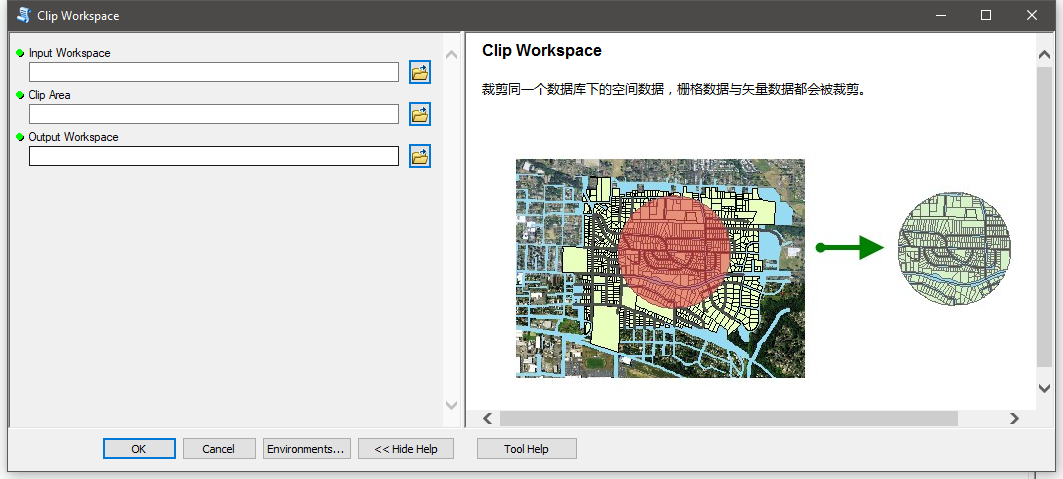 Clip Workspace
Input Workspace
Clip Area
Output Workspace
Clip Workspace
裁剪同一个数据库下的空间数据，栅格数据与矢量数据都会被裁剪。
OK
Cancel
Environments...
<< Hide Help
Tool Help